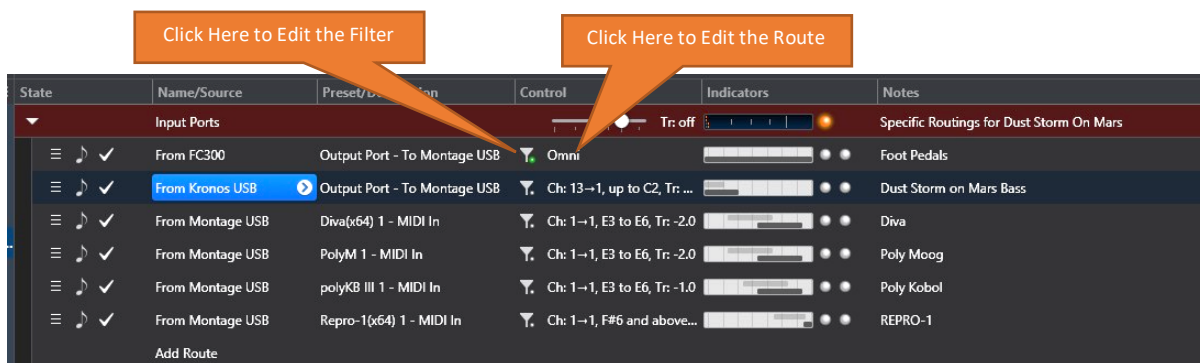 Click Here to Edit the Filter
Click Here to Edit the Route
State Name/Source Preset/De on Control Indicators Notes
Input Ports Tr: off Specific Routings for Dust Storm On Mars
From FC300 Output Port - To Montage USB Omni Foot Pedals
From Kronos USB Output Port - To Montage USB Ch: 13→1, up to C2, Tr: ... Dust Storm on Mars Bass
From Montage USB Diva(x64) 1 - MIDI In Ch: 1→1, E3 to E6, Tr: -2.0 Diva
From Montage USB PolyM 1 - MIDI In Ch: 1→1, E3 to E6, Tr: -2.0 Poly Moog
From Montage USB polyKB III 1 - MIDI In Ch: 1→1, E3 to E6, Tr: -1.0 Poly Kobol
From Montage USB Repro-1(x64) 1 - MIDI In Ch: 1→1, F#6 and above... REPRO-1
Add Route